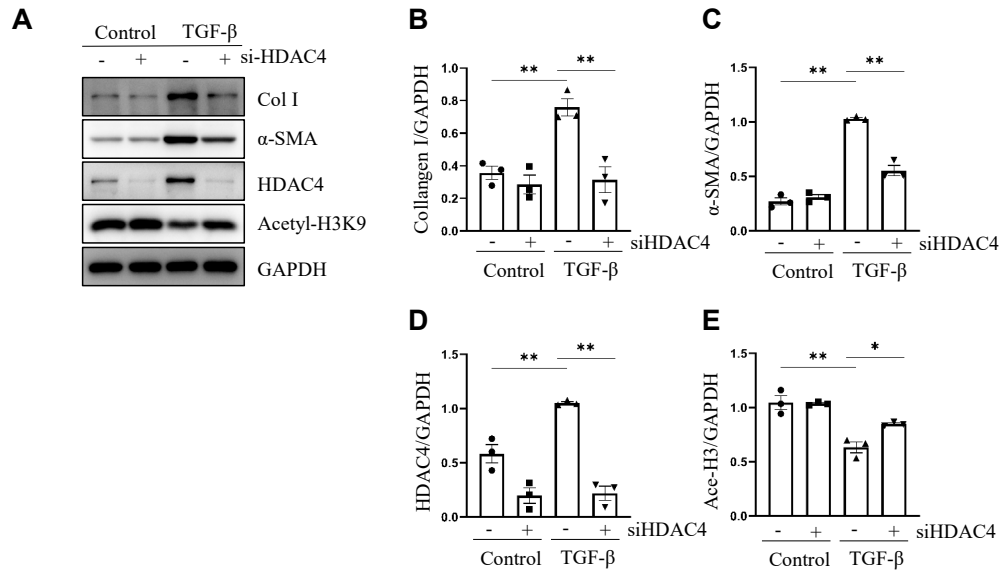 A
Control TGF-β
- + - + si-HDAC4
Col I
α-SMA
HDAC4
Acetyl-H3K9
GAPDH
B
** **
Collangen I/GAPDH
1.0
0.8
0.6
0.4
0.2
0.0
- + - + siHDAC4
Control TGF-β
C
** **
α-SMA/GAPDH
1.5
1.0
0.5
0.0
- + - + siHDAC4
Control TGF-β
D
** **
HDAC4/GAPDH
1.5
1.0
0.5
0.0
- + - + siHDAC4
Control TGF-β
E
** *
Ace-H3/GAPDH
1.5
1.0
0.5
0.0
- + - + siHDAC4
Control TGF-β